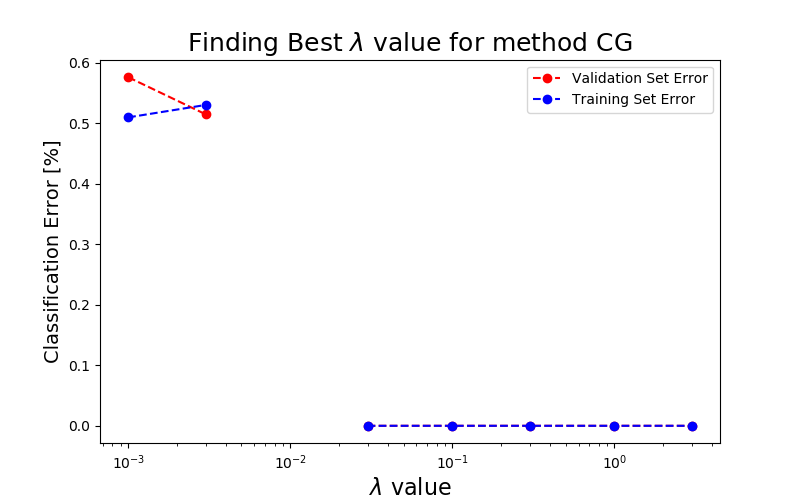 Finding Best λ value for method CG
Validation Set Error
Training Set Error
Classification Error [%]
0.6
0.5
0.4
0.3
0.2
0.1
0.0
10⁻³ 10⁻² 10⁻¹ 10⁰
λ value